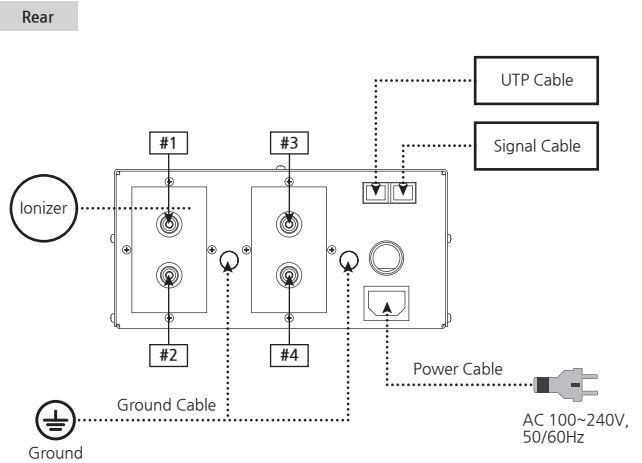 Rear
UTP Cable
#1
#3
Signal Cable
Ionizer
#2
#4
Power Cable
Ground Cable
AC 100~240V,
50/60Hz
Ground